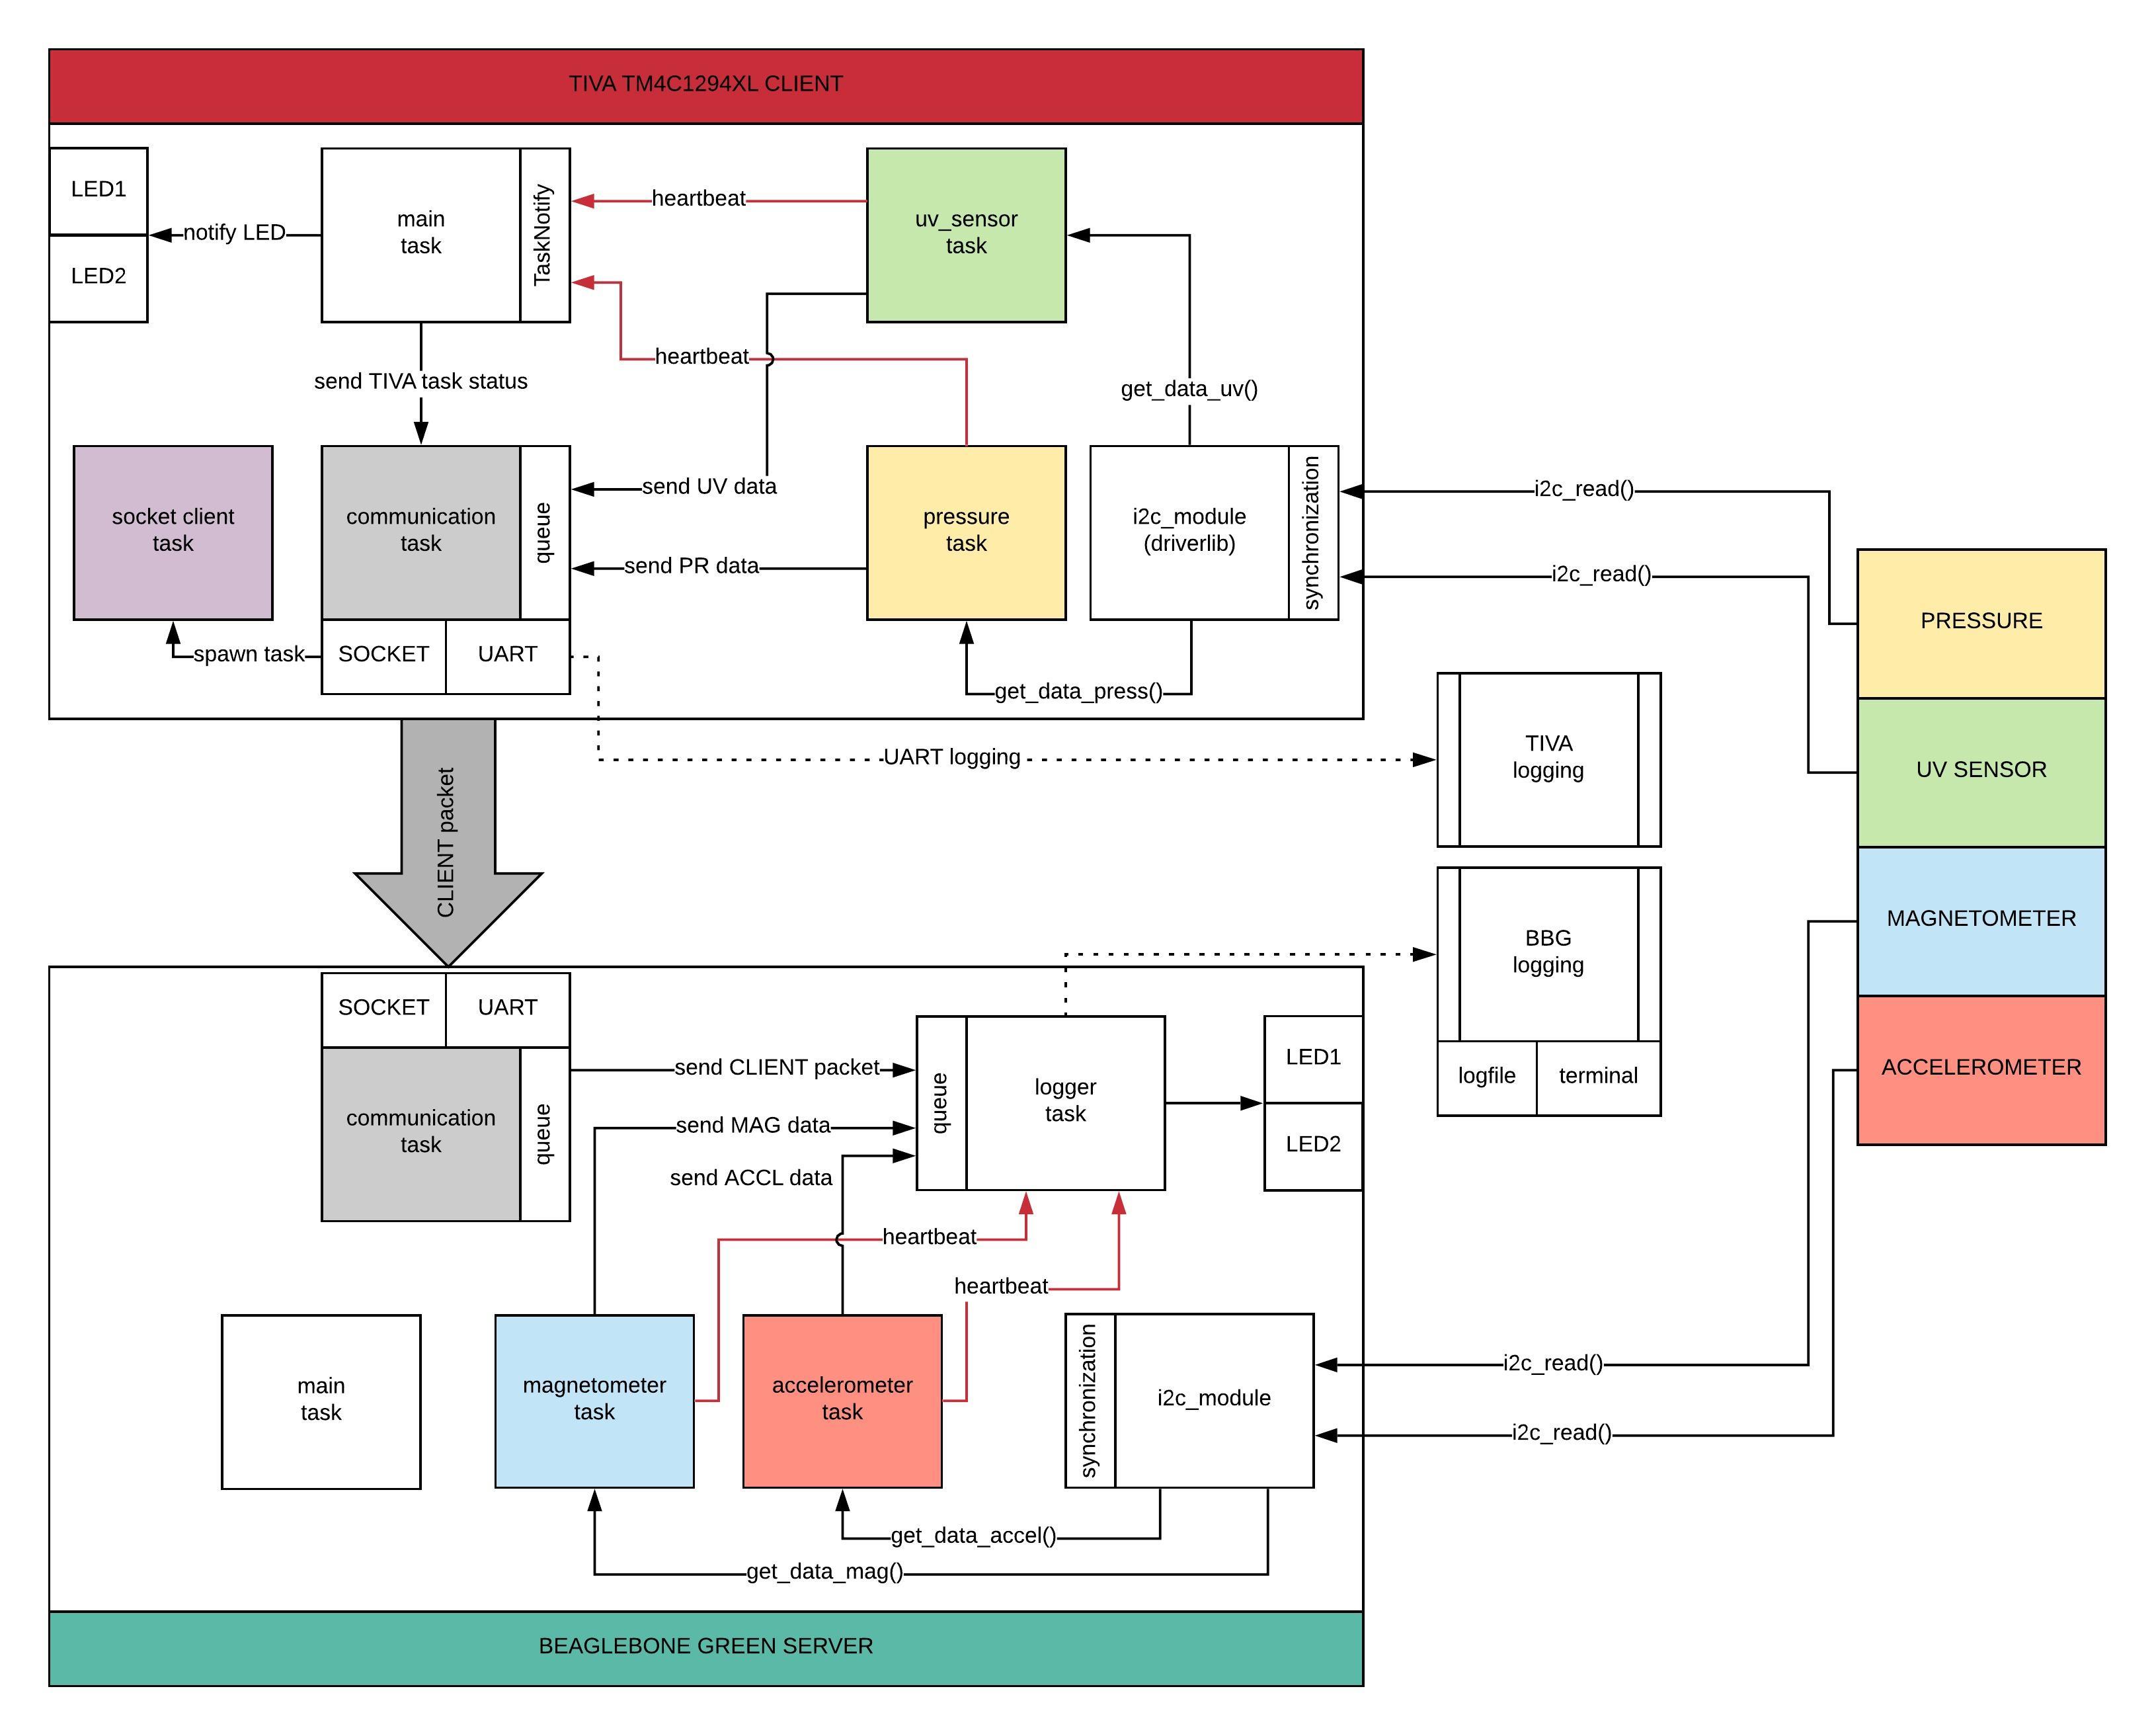 TIVA TM4C1294XL CLIENT
LED1
LED2
notify LED
main
task
TaskNotify
heartbeat
uv_sensor
task
heartbeat
send TIVA task status
get_data_uv()
socket client
task
communication
task
queue
send UV data
send PR data
pressure
task
i2c_module
(driverlib)
synchronization
i2c_read()
i2c_read()
spawn task
SOCKET
UART
get_data_press()
UART logging
TIVA
logging
PRESSURE
UV SENSOR
MAGNETOMETER
ACCELEROMETER
CLIENT packet
BBG
logging
logfile
terminal
SOCKET
UART
communication
task
queue
send CLIENT packet
send MAG data
send ACCL data
queue
logger
task
LED1
LED2
heartbeat
heartbeat
main
task
magnetometer
task
accelerometer
task
synchronization
i2c_module
i2c_read()
i2c_read()
get_data_accel()
get_data_mag()
BEAGLEBONE GREEN SERVER